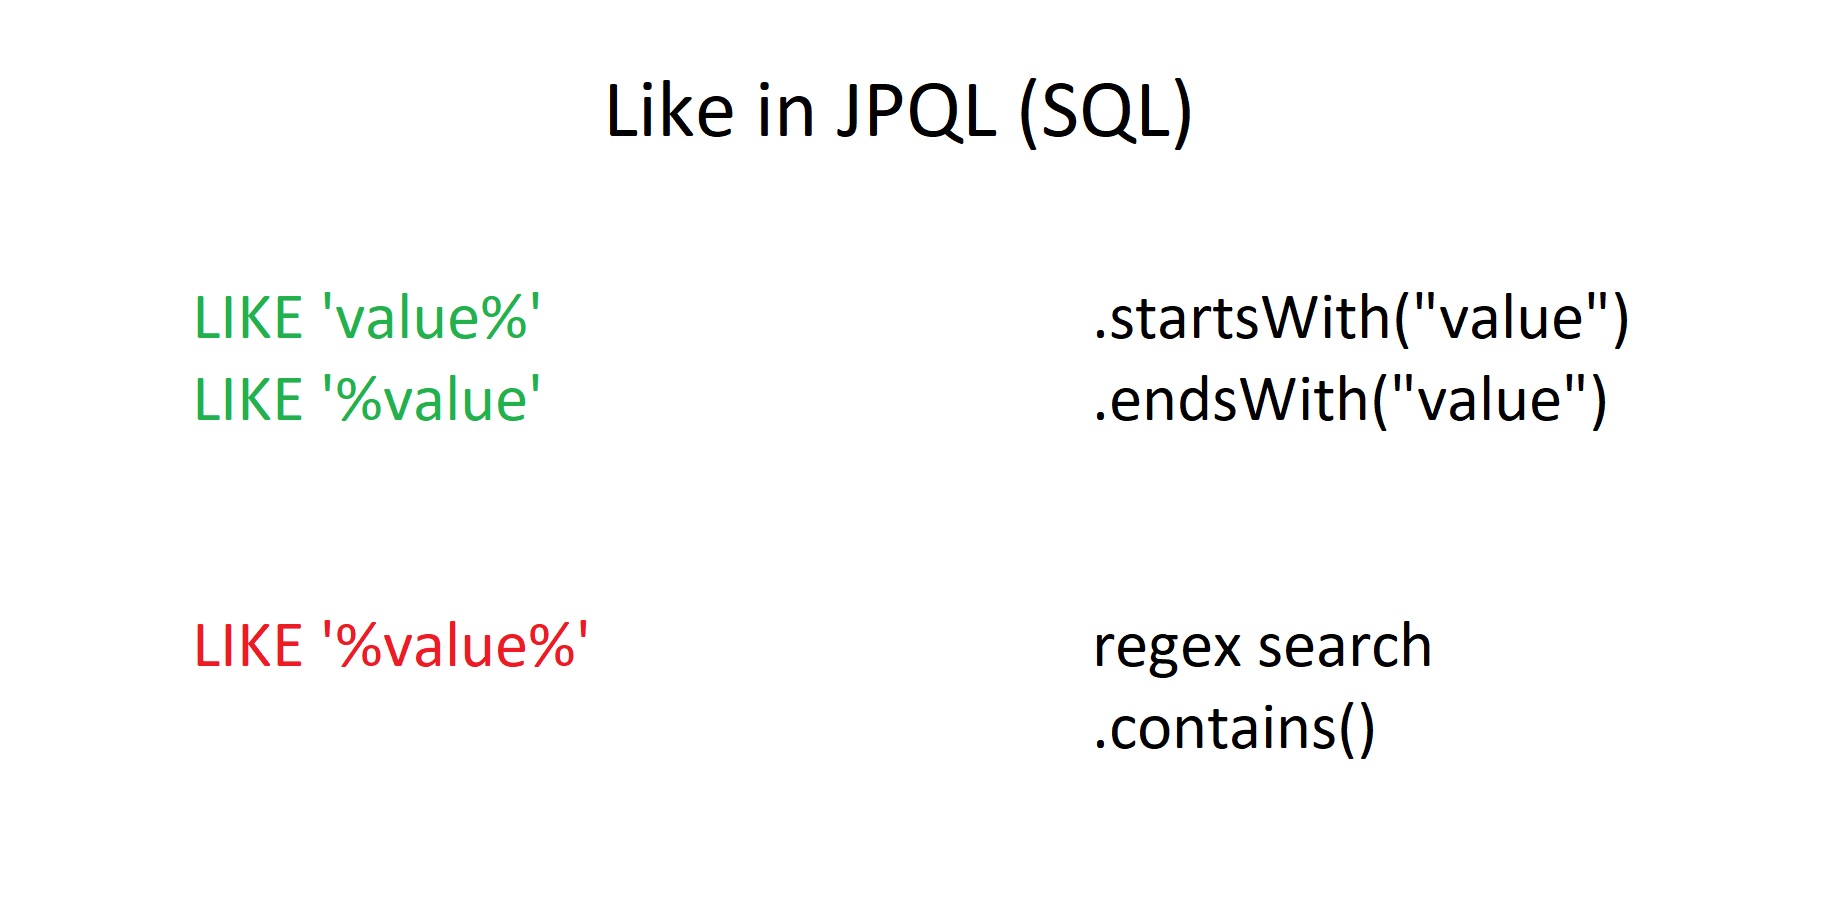 Like in JPQL (SQL)
LIKE 'value%'
.startsWith("value")
LIKE '%value'
.endsWith("value")
LIKE '%value%'
regex search
.contains()